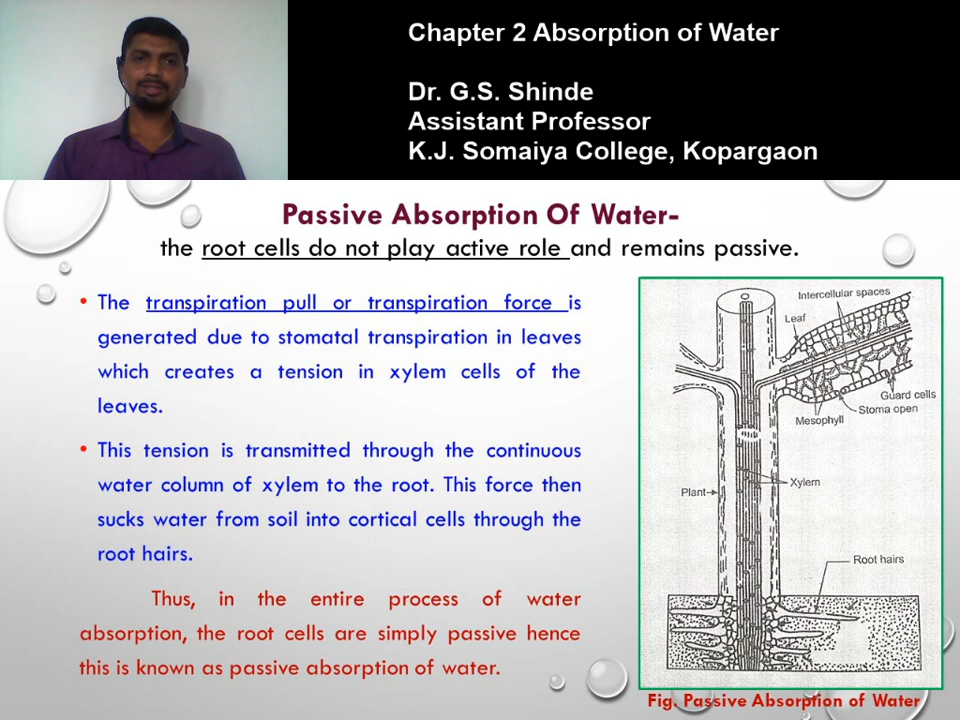 Chapter 2 Absorption of Water
Dr. G.S. Shinde
Assistant Professor
K.J. Somaiya College, Kopargaon
Passive Absorption Of Water-
the root cells do not play active role and remains passive.
• The transpiration pull or transpiration force is
generated due to stomatal transpiration in leaves
which creates a tension in xylem cells of the
leaves.
• This tension is transmitted through the continuous
water column of xylem to the root. This force then
sucks water from soil into cortical cells through the
root hairs.
Thus, in the entire process of water
absorption, the root cells are simply passive hence
this is known as passive absorption of water.
Intercellular spaces
Leaf
Guard cells
Stoma open
Mesophyll
Xylem
Plant
Root hairs
Fig. Passive Absorption of Water